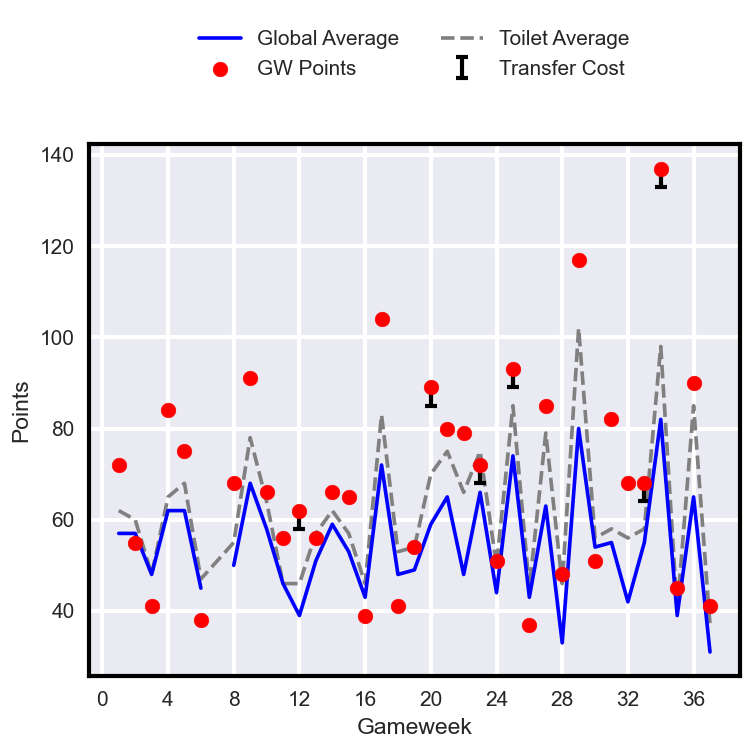 Global Average
Toilet Average
GW Points
Transfer Cost
140
120
100
80
60
40
Points
0 4 8 12 16 20 24 28 32 36
Gameweek